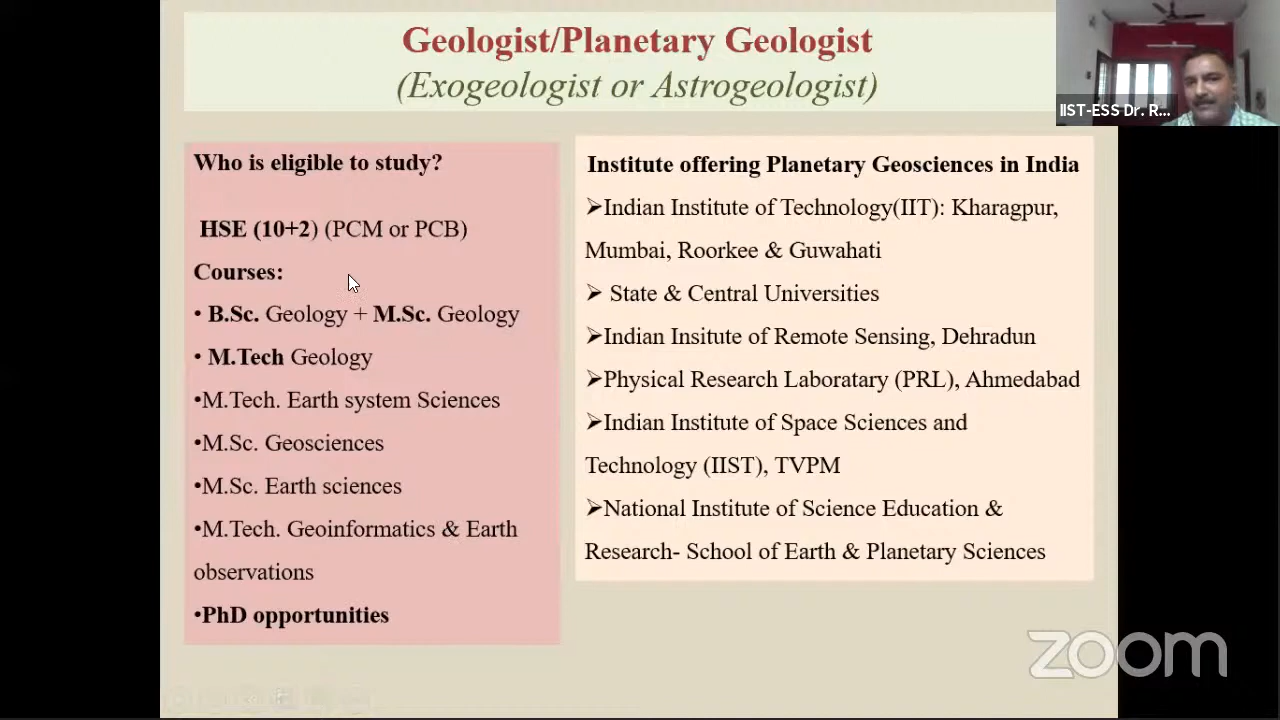 Geologist/Planetary Geologist
(Exogeologist or Astrogeologist)
IIST-ESS Dr. R...
Who is eligible to study?
HSE (10+2) (PCM or PCB)
Courses:
• B.Sc. Geology + M.Sc. Geology
• M.Tech Geology
•M.Tech. Earth system Sciences
•M.Sc. Geosciences
•M.Sc. Earth sciences
•M.Tech. Geoinformatics & Earth
observations
•PhD opportunities
Institute offering Planetary Geosciences in India
➢Indian Institute of Technology(IIT): Kharagpur,
Mumbai, Roorkee & Guwahati
➢ State & Central Universities
➢Indian Insitute of Remote Sensing, Dehradun
➢Physical Research Laboratary (PRL), Ahmedabad
➢Indian Institute of Space Sciences and
Technology (IIST), TVPM
➢National Institute of Science Education &
Research- School of Earth & Planetary Sciences
zoom